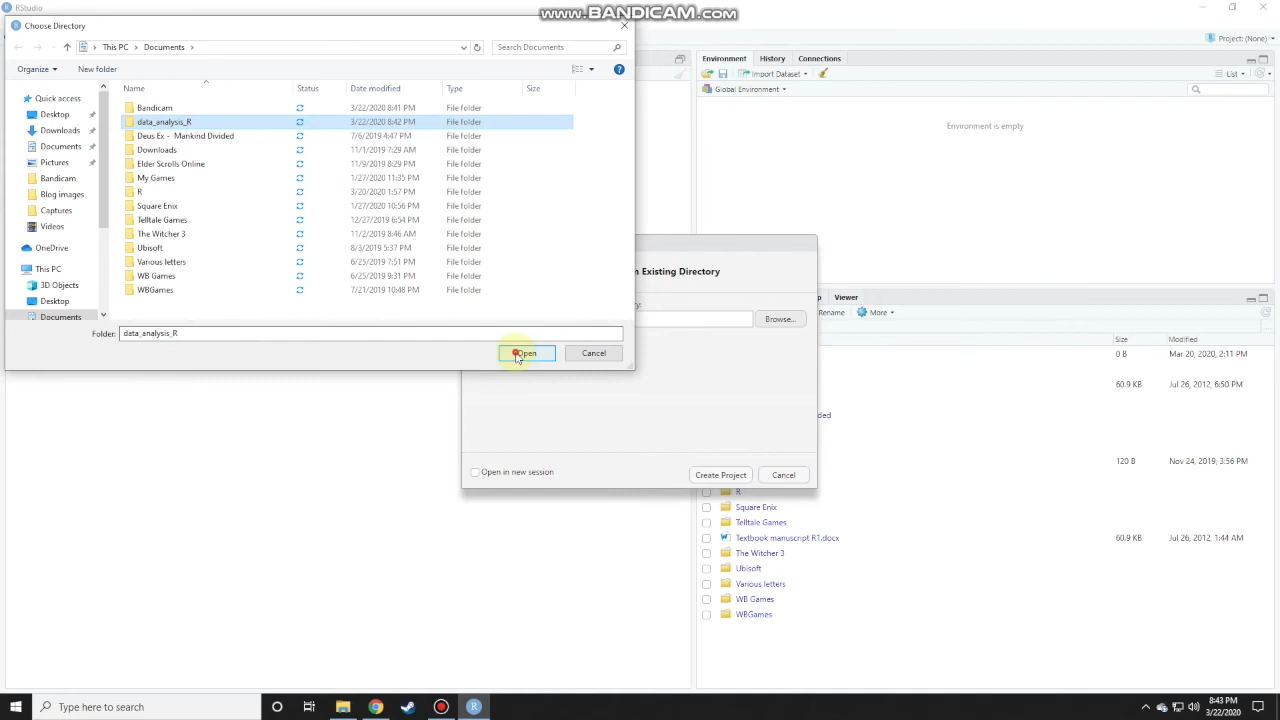 RStudio
www.BANDICAM.com
Choose Directory
Project: (None)
This PC
Documents
Search Documents
Organize
New folder
Environment
History
Connections
Import Dataset
List
Global Environment
Environment is empty
Name
Status
Date modified
Type
Size
Quick access
Desktop
Downloads
Documents
Pictures
Bandicam
Blog images
Captures
Videos
OneDrive
This PC
3D Objects
Desktop
Documents
Bandicam 3/22/2020 8:41 PM File folder
data_analysis_R 3/22/2020 8:42 PM File folder
Deus Ex - Mankind Divided 7/6/2019 4:47 PM File folder
Downloads 11/1/2019 7:29 AM File folder
Elder Scrolls Online 11/9/2019 8:29 PM File folder
My Games 1/27/2020 11:35 PM File folder
R 3/20/2020 1:57 PM File folder
Square Enix 1/27/2020 10:56 PM File folder
Telltale Games 12/27/2019 6:54 PM File folder
The Witcher 3 11/2/2019 8:46 AM File folder
Ubisoft 8/3/2019 5:37 PM File folder
Various letters 6/25/2019 7:51 PM File folder
WB Games 6/25/2019 9:31 PM File folder
WBGames 7/21/2019 10:48 PM File folder
Folder: data_analysis_R
Open
Cancel
Existing Directory
Browse...
Open in new session
Create Project
Cancel
Viewer
Rename
More
Size
Modified
0 B Mar 20, 2020, 2:11 PM
60.9 KB Jul 26, 2012, 6:50 PM
120 B Nov 24, 2019, 3:56 PM
R
Square Enix
Telltale Games
Textbook manuscript R1.docx 60.9 KB Jul 26, 2012, 1:44 AM
The Witcher 3
Ubisoft
Various letters
WB Games
WBGames
Type here to search
8:43 PM
3/22/2020